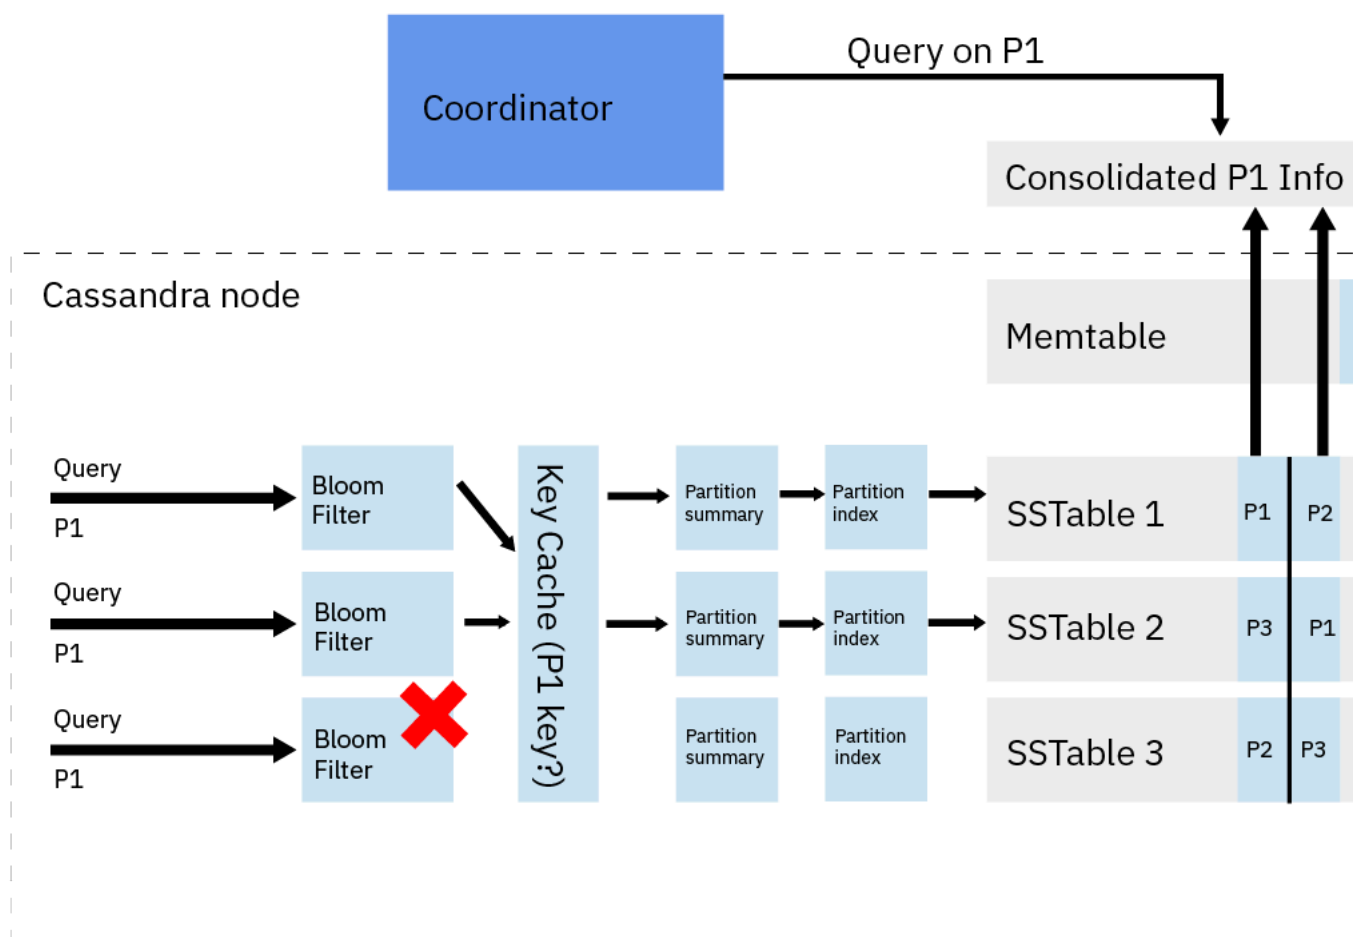 Query on P1
Coordinator
Consolidated P1 Info
Cassandra node
Memtable
Query
P1
Bloom
Filter
Key Cache (P1 key?)
Partition
summary
Partition
index
SSTable 1
P1
P2
Query
P1
Bloom
Filter
Partition
summary
Partition
index
SSTable 2
P3
P1
Query
P1
Bloom
Filter
Partition
summary
Partition
index
SSTable 3
P2
P3